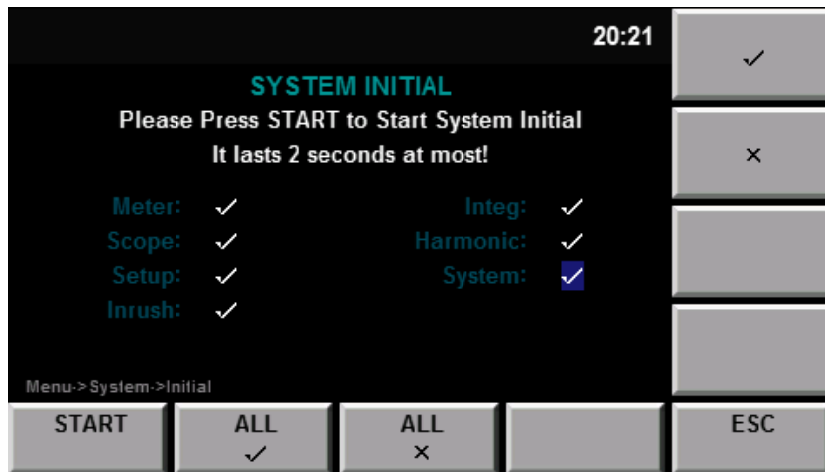 20:21
SYSTEM INITIAL
Please Press START to Start System Initial
It lasts 2 seconds at most!
Meter: ✓ Integ: ✓
Scope: ✓ Harmonic: ✓
Setup: ✓ System: ✓
Inrush: ✓
Menu->System->Initial
✓
×
START ALL ✓ ALL × ESC